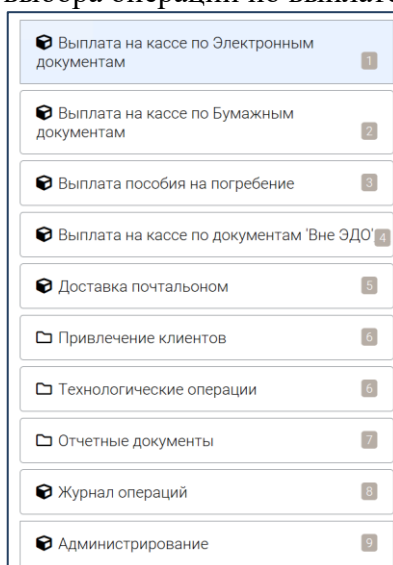 выбора операции по выплате
Выплата на кассе по Электронным
документам 1
Выплата на кассе по Бумажным
документам 2
Выплата пособия на погребение 3
Выплата на кассе по документам 'Вне ЭДО' 4
Доставка почтальоном 5
Привлечение клиентов 6
Технологические операции 6
Отчетные документы 7
Журнал операций 8
Администрирование 9